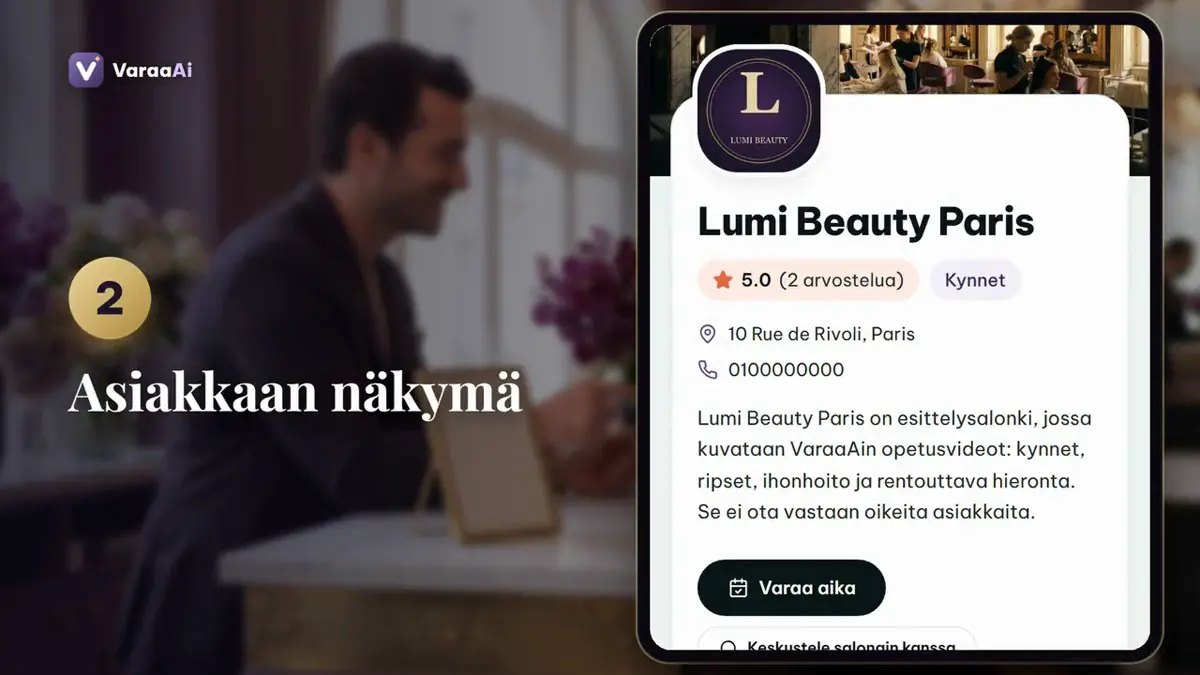 VaraaAi
2
Asiakkaan näkymä
L
LUMI BEAUTY
Lumi Beauty Paris
5.0 (2 arvostelua)
Kynnet
10 Rue de Rivoli, Paris
0100000000
Lumi Beauty Paris on esittelysalonki, jossa
kuvataan VaraaAin opetusvideot: kynnet,
ripset, ihonhoito ja rentouttava hieronta.
Se ei ota vastaan oikeita asiakkaita.
Varaa aika
Keskustele salongin kanssa